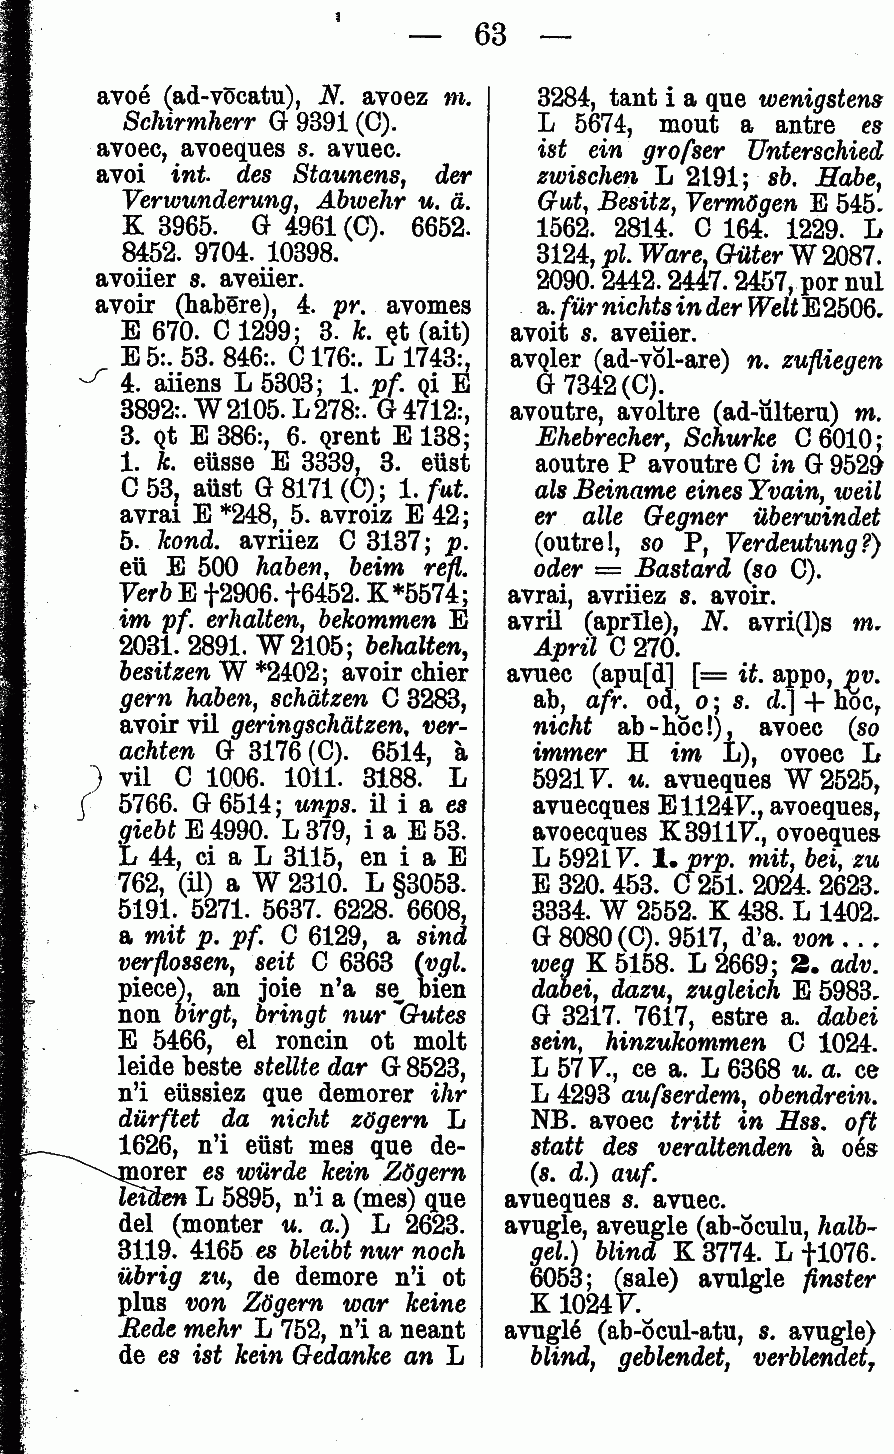 — 63 —
avoé (ad-vōcatu), N. avoez m.
Schirmherr G 9391 (C).
avoec, avoeques s. avuec.
avoi int. des Staunens, der
Verwunderung, Abwehr u. ä.
K 3965. G 4961 (C). 6652.
8452. 9704. 10398.
avoiier s. aveiier.
avoir (habēre), 4. pr. avomes
E 670. C 1299; 3. k. ęt (ait)
E 5:. 53. 846:. C 176:. L 1743:,
4. aiiens L 5303; 1. pf. ǫi E
3892:. W 2105. L 278:. G 4712:,
3. ǫt E 386:, 6. ǫrent E 138;
1. k. eüsse E 3339, 3. eüst
C 53, aüst G 8171 (C); 1. fut.
avrai E *248, 5. avroiz E 42;
5. kond. avriiez C 3137; p.
eü E 500 haben, beim refl.
Verb E †2906. †6452. K *5574;
im pf. erhalten, bekommen E
2031. 2891. W 2105; behalten,
besitzen W *2402; avoir chier
gern haben, schätzen C 3283,
avoir vil geringschätzen, ver-
achten G 3176 (C). 6514, à
vil C 1006. 1011. 3188. L
5766. G 6514; unps. il i a es
giebt E 4990. L 379, i a E 53.
L 44, ci a L 3115, en i a E
762, (il) a W 2310. L §3053.
5191. 5271. 5637. 6228. 6608,
a mit p. pf. C 6129, a sind
verflossen, seit C 6363 (vgl.
piece), an joie n'a se bien
non birgt, bringt nur Gutes
E 5466, el roncin ot molt
leide beste stellte dar G 8523,
n'i eüssiez que demorer ihr
dürftet da nicht zögern L
1626, n'i eüst mes que de-
morer es würde kein Zögern
leiden L 5895, n'i a (mes) que
del (monter u. a.) L 2623.
3119. 4165 es bleibt nur noch
übrig zu, de demore n'i ot
plus von Zögern war keine
Rede mehr L 752, n'i a neant
de es ist kein Gedanke an L
3284, tant i a que wenigstens
L 5674, mout a antre es
ist ein groſser Unterschied
zwischen L 2191; sb. Habe,
Gut, Besitz, Vermögen E 545.
1562. 2814. C 164. 1229. L
3124, pl. Ware, Güter W 2087.
2090. 2442. 2447. 2457, por nul
a. für nichts in der Welt E 2506.
avoit s. aveiier.
avǫler (ad-vŏl-are) n. zufliegen
G 7342 (C).
avoutre, avoltre (ad-ŭlteru) m.
Ehebrecher, Schurke C 6010;
aoutre P avoutre C in G 9529
als Beiname eines Yvain, weil
er alle Gegner überwindet
(outre!, so P, Verdeutung?)
oder = Bastard (so C).
avrai, avriiez s. avoir.
avril (aprīle), N. avri(l)s m.
April C 270.
avuec (apu[d] [= it. appo, pv.
ab, afr. od, o; s. d.] + hŏc,
nicht ab-hŏc!), avoec (so
immer H im L), ovoec L
5921 V. u. avueques W 2525,
avuecques E 1124 V., avoeques,
avoecques K 3911 V., ovoeques
L 5921 V. 1. prp. mit, bei, zu
E 320. 453. C 251. 2024. 2623.
3334. W 2552. K 438. L 1402.
G 8080 (C). 9517, d'a. von . . .
weg K 5158. L 2669; 2. adv.
dabei, dazu, zugleich E 5983.
G 3217. 7617, estre a. dabei
sein, hinzukommen C 1024.
L 57 V., ce a. L 6368 u. a. ce
L 4293 auſserdem, obendrein.
NB. avoec tritt in Hss. oft
statt des veraltenden à oés
(s. d.) auf.
avueques s. avuec.
avugle, aveugle (ab-ŏculu, halb-
gel.) blind K 3774. L †1076.
6053; (sale) avulgle finster
K 1024 V.
avuglé (ab-ŏcul-atu, s. avugle)
blind, geblendet, verblendet,